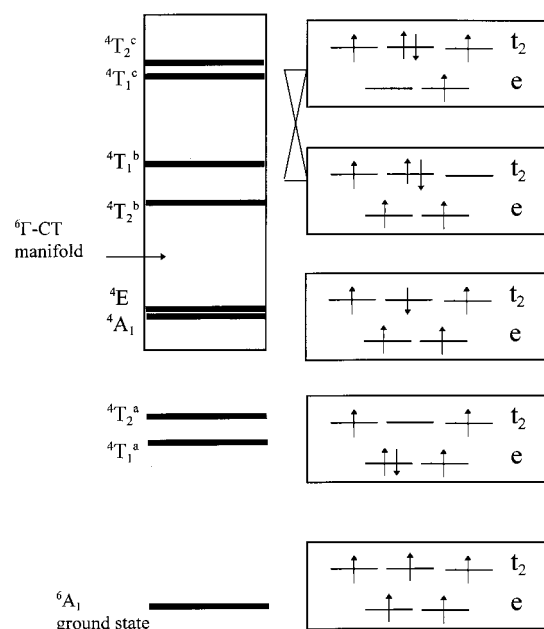 ⁴T₂ᶜ
⁴T₁ᶜ
⁴T₁ᵇ
⁴T₂ᵇ
⁶Γ-CT
manifold
⁴E
⁴A₁
⁴T₂ᵃ
⁴T₁ᵃ
⁶A₁
ground state
t₂
e
t₂
e
t₂
e
t₂
e
t₂
e